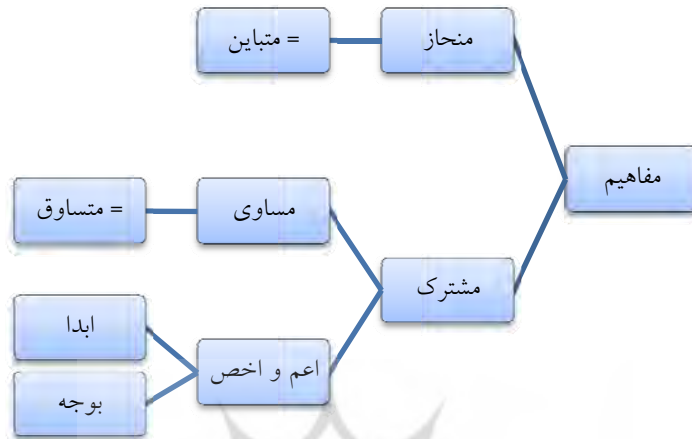 منحاز
= متباین
مفاهیم
مساوی
= متساوق
مشترک
ابدا
اعم و اخص
بوجه